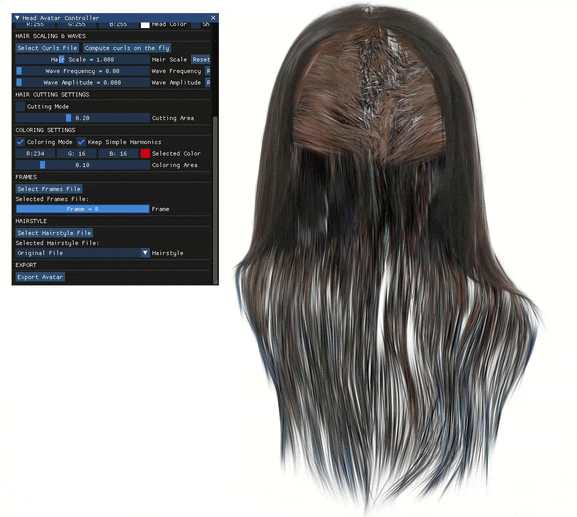 Head Avatar Controller
R:255 G:255 B:255 Head Color Sh
HAIR SCALING & WAVES
Select Curls File Compute curls on the fly
Hair Scale = 1.000 Hair Scale Reset
Wave Frequency = 0.00 Wave Frequency R
Wave Amplitude = 0.000 Wave Amplitude R
HAIR CUTTING SETTINGS
Cutting Mode
0.20 Cutting Area
COLORING SETTINGS
Coloring Mode Keep Simple Harmonics
R:234 G: 16 B: 16 Selected Color
0.10 Coloring Area
FRAMES
Select Frames File
Selected Frames File:
Frame = 0 Frame
HAIRSTYLE
Select Hairstyle File
Selected Hairstyle File:
Original File Hairstyle
EXPORT
Export Avatar